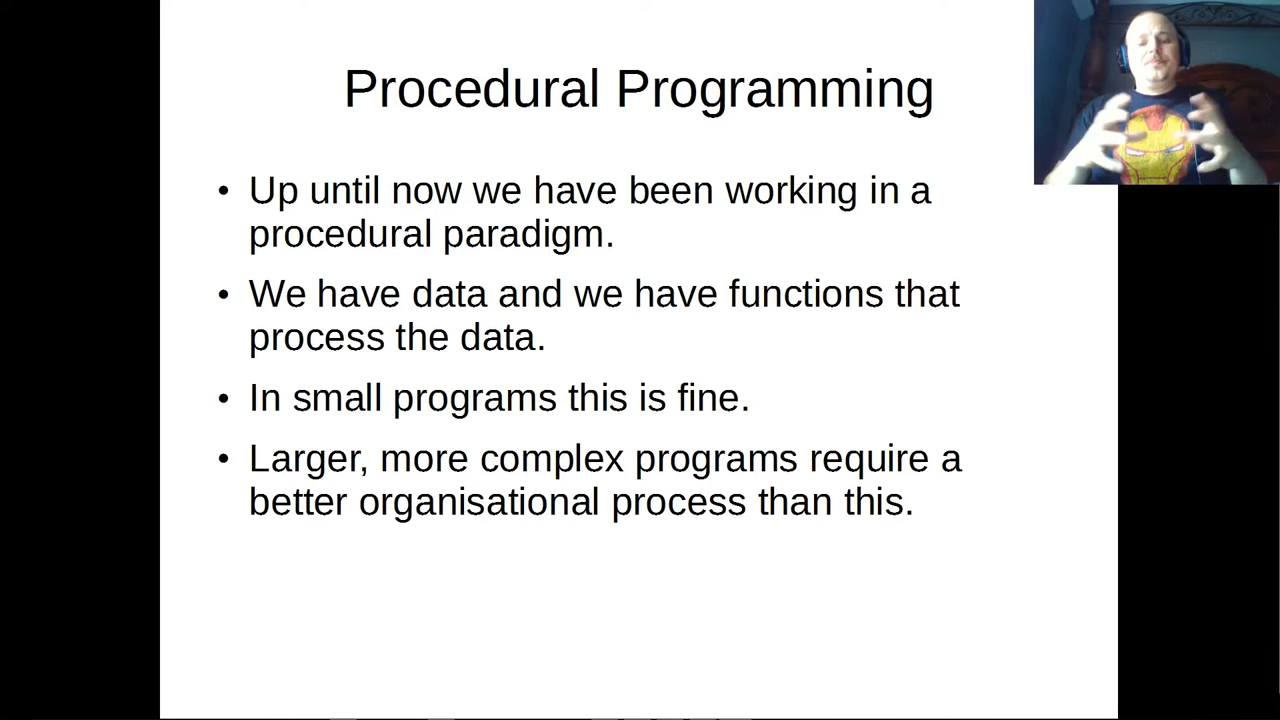 Procedural Programming
• Up until now we have been working in a
procedural paradigm.
• We have data and we have functions that
process the data.
• In small programs this is fine.
• Larger, more complex programs require a
better organisational process than this.